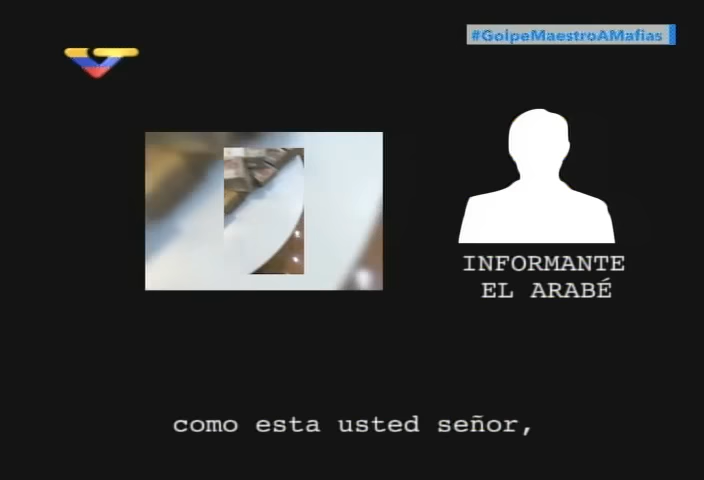 #GolpeMaestroAMafias
INFORMANTE
EL ARABÉ
como esta usted señor,